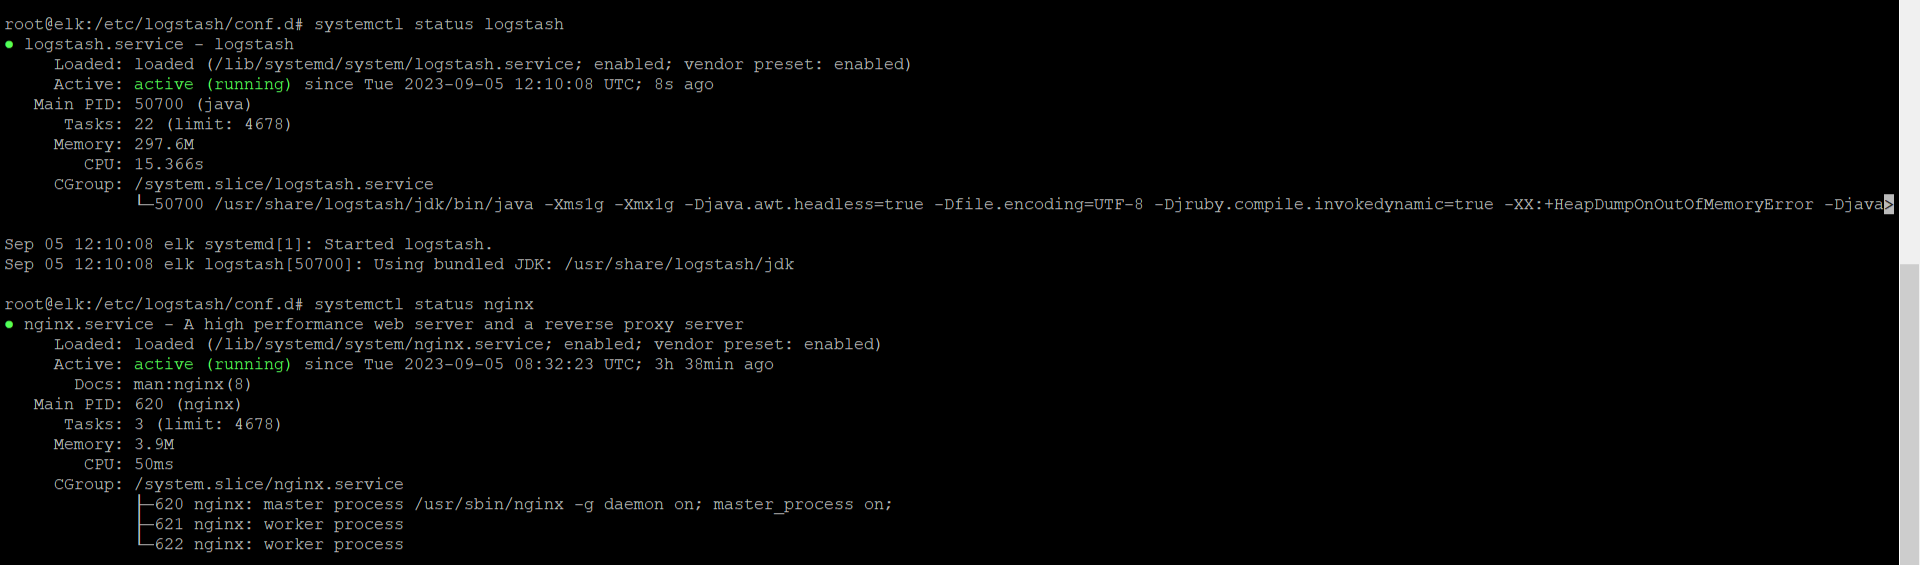 root@elk:/etc/logstash/conf.d# systemctl status logstash
● logstash.service - logstash
     Loaded: loaded (/lib/systemd/system/logstash.service; enabled; vendor preset: enabled)
     Active: active (running) since Tue 2023-09-05 12:10:08 UTC; 8s ago
   Main PID: 50700 (java)
      Tasks: 22 (limit: 4678)
     Memory: 297.6M
        CPU: 15.366s
     CGroup: /system.slice/logstash.service
             └─50700 /usr/share/logstash/jdk/bin/java -Xms1g -Xmx1g -Djava.awt.headless=true -Dfile.encoding=UTF-8 -Djruby.compile.invokedynamic=true -XX:+HeapDumpOnOutOfMemoryError -Djava>
Sep 05 12:10:08 elk systemd[1]: Started logstash.
Sep 05 12:10:08 elk logstash[50700]: Using bundled JDK: /usr/share/logstash/jdk
root@elk:/etc/logstash/conf.d# systemctl status nginx
● nginx.service - A high performance web server and a reverse proxy server
     Loaded: loaded (/lib/systemd/system/nginx.service; enabled; vendor preset: enabled)
     Active: active (running) since Tue 2023-09-05 08:32:23 UTC; 3h 38min ago
       Docs: man:nginx(8)
   Main PID: 620 (nginx)
      Tasks: 3 (limit: 4678)
     Memory: 3.9M
        CPU: 50ms
     CGroup: /system.slice/nginx.service
             ├─620 nginx: master process /usr/sbin/nginx -g daemon on; master_process on;
             ├─621 nginx: worker process
             └─622 nginx: worker process